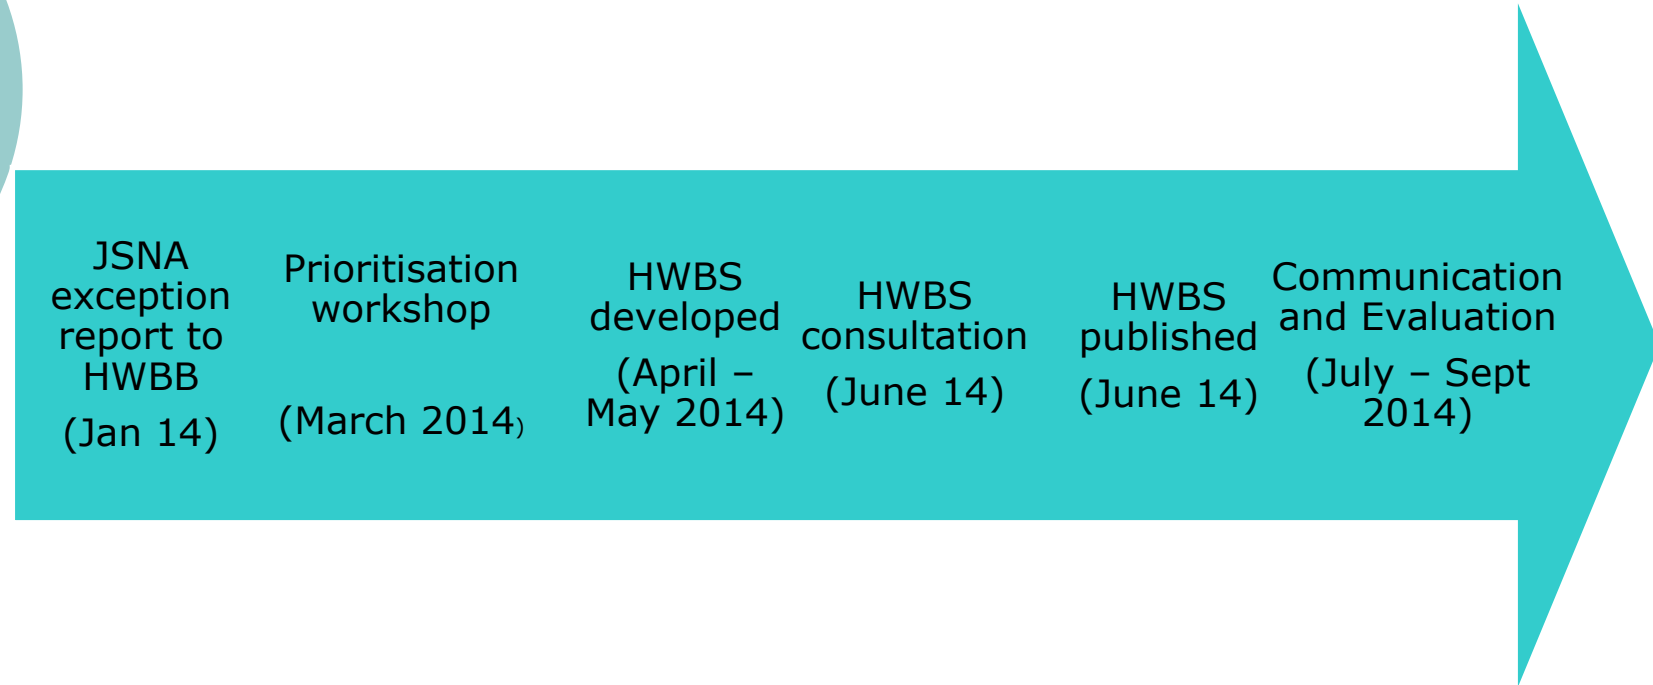 JSNA
exception
report to
HWBB
(Jan 14)
Prioritisation
workshop
(March 2014)
HWBS
developed
(April –
May 2014)
HWBS
consultation
(June 14)
HWBS
published
(June 14)
Communication
and Evaluation
(July – Sept
2014)